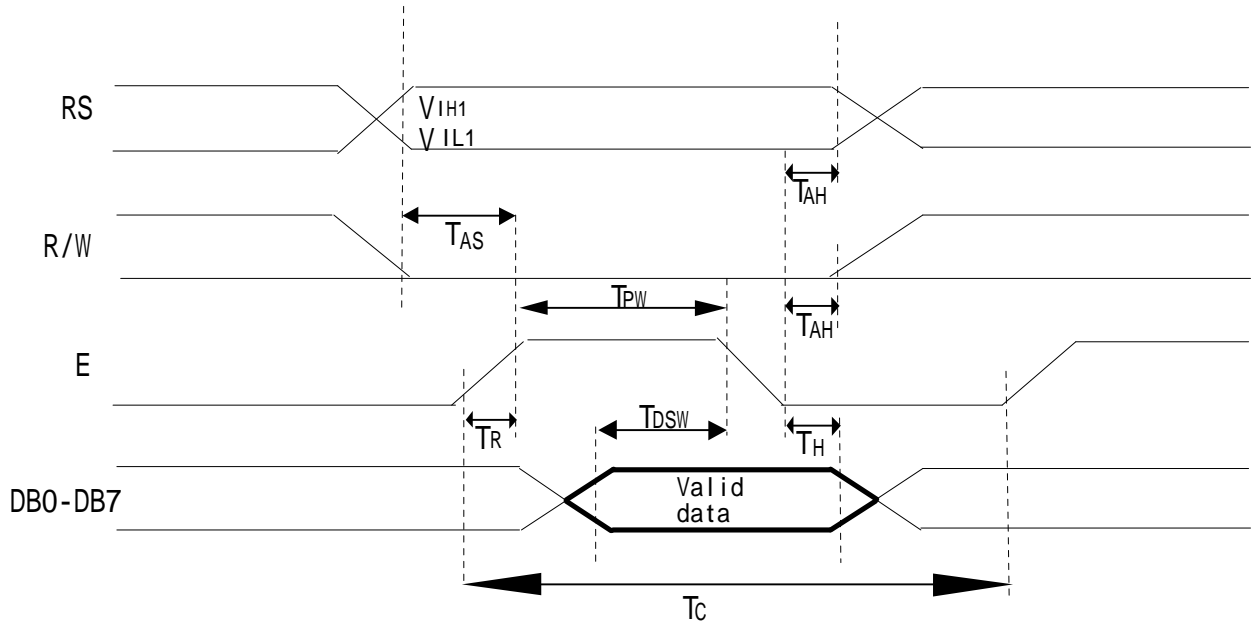 RS
VIH1
VIL1
TAH
TAS
R/W
TPW
TAH
E
TR
TDSW
TH
DB0-DB7
Valid
data
TC